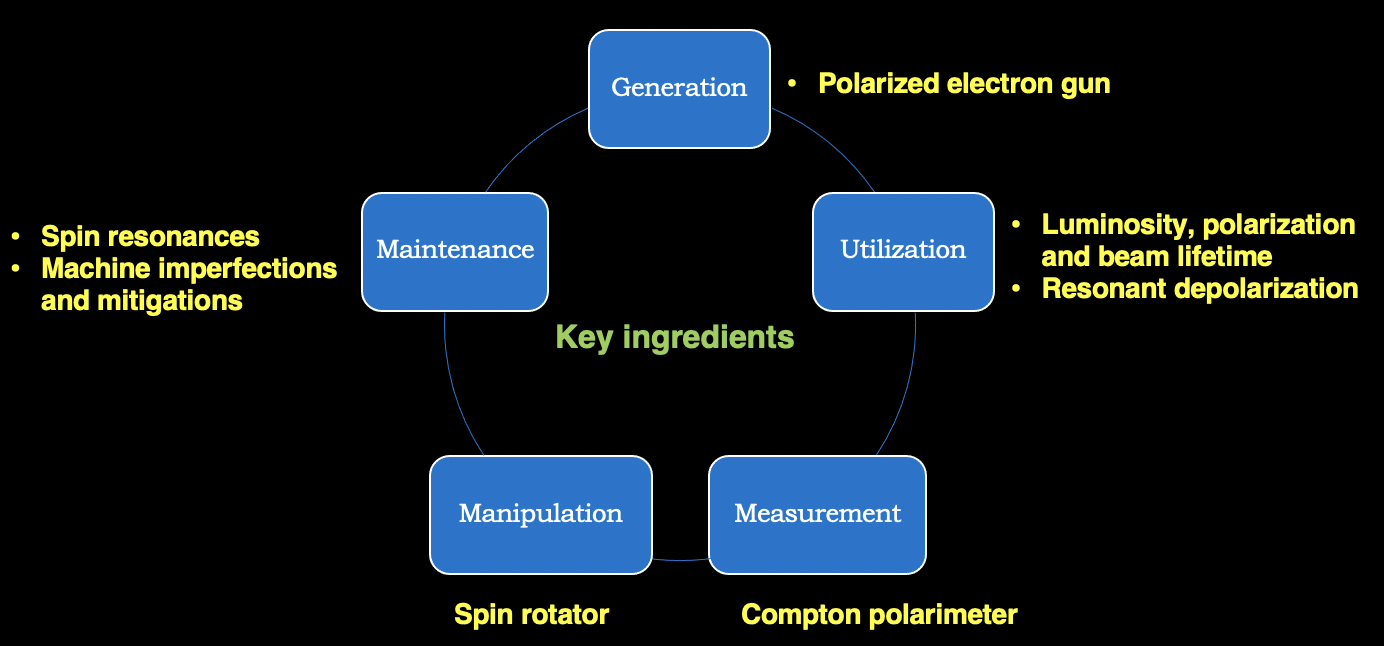 Generation
• Polarized electron gun
Maintenance
• Spin resonances
• Machine imperfections
and mitigations
Utilization
• Luminosity, polarization
and beam lifetime
• Resonant depolarization
Key ingredients
Manipulation
Measurement
Spin rotator
Compton polarimeter